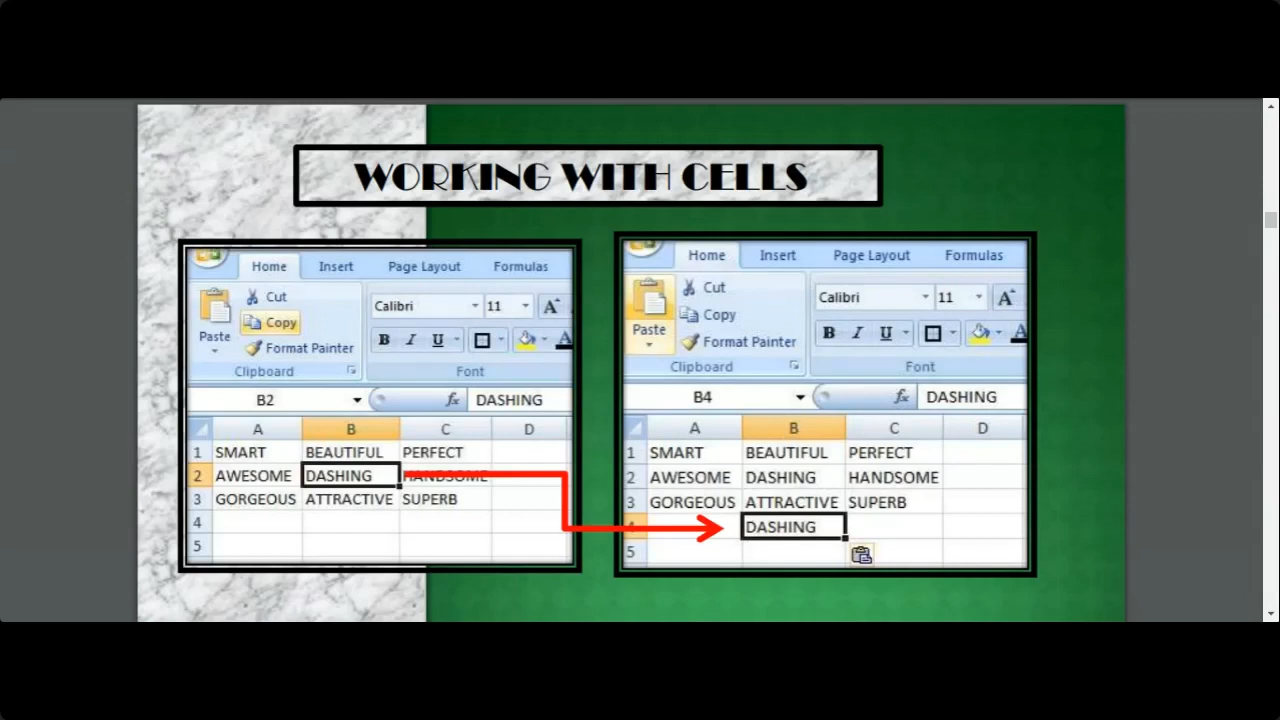 WORKING WITH CELLS
Home Insert Page Layout Formulas
Cut
Copy
Paste
Format Painter
Clipboard
Calibri 11 A
B I U A
Font
B2 fx DASHING
A B C D
1 SMART BEAUTIFUL PERFECT
2 AWESOME DASHING HANDSOME
3 GORGEOUS ATTRACTIVE SUPERB
4
5
Home Insert Page Layout Formulas
Cut
Copy
Paste
Format Painter
Clipboard
Calibri 11 A
B I U A
Font
B4 fx DASHING
A B C D
1 SMART BEAUTIFUL PERFECT
2 AWESOME DASHING HANDSOME
3 GORGEOUS ATTRACTIVE SUPERB
4 DASHING
5